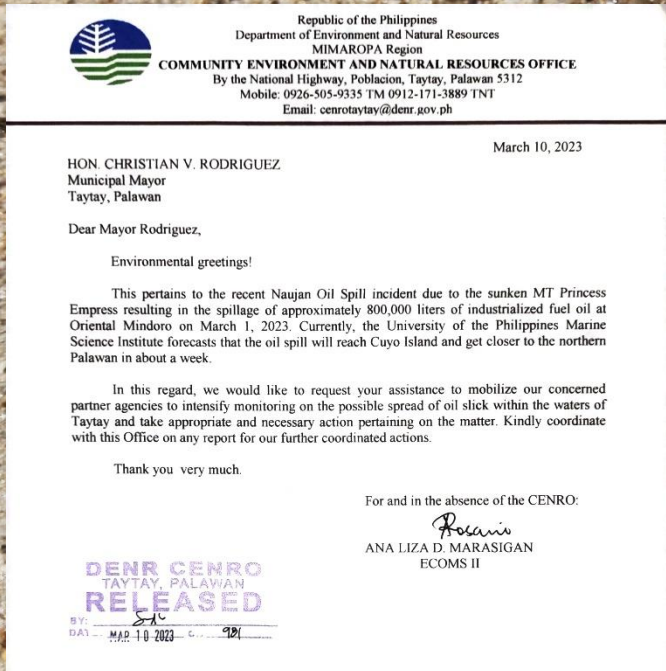 Republic of the Philippines
Department of Environment and Natural Resources
MIMAROPA Region
COMMUNITY ENVIRONMENT AND NATURAL RESOURCES OFFICE
By the National Highway, Poblacion, Taytay, Palawan 5312
Mobile: 0926-505-9335 TM 0912-171-3889 TNT
Email: cenrotaytay@denr.gov.ph
March 10, 2023
HON. CHRISTIAN V. RODRIGUEZ
Municipal Mayor
Taytay, Palawan
Dear Mayor Rodriguez,
Environmental greetings!
This pertains to the recent Naujan Oil Spill incident due to the sunken MT Princess
Empress resulting in the spillage of approximately 800,000 liters of industrialized fuel oil at
Oriental Mindoro on March 1, 2023. Currently, the University of the Philippines Marine
Science Institute forecasts that the oil spill will reach Cuyo Island and get closer to the northern
Palawan in about a week.
In this regard, we would like to request your assistance to mobilize our concerned
partner agencies to intensify monitoring on the possible spread of oil slick within the waters of
Taytay and take appropriate and necessary action pertaining on the matter. Kindly coordinate
with this Office on any report for our further coordinated actions.
Thank you very much.
For and in the absence of the CENRO:
ANA LIZA D. MARASIGAN
ECOMS II
DENR CENRO
TAYTAY, PALAWAN
RELEASED
BY:
MAR 10 2023